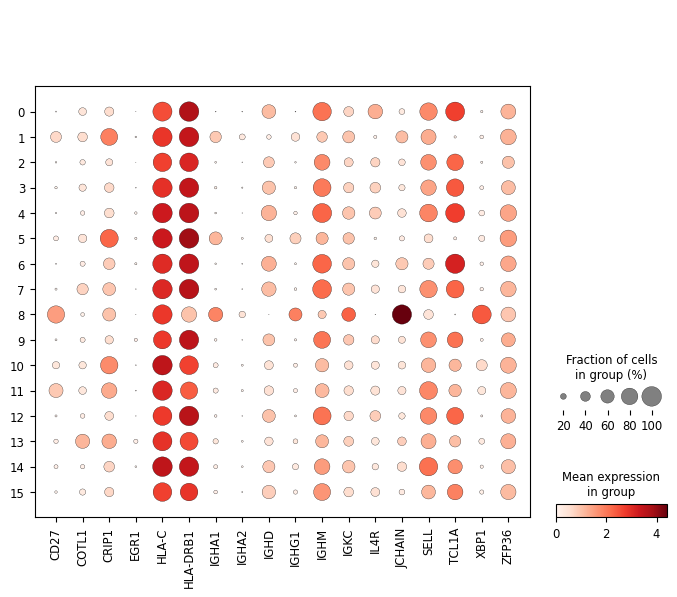 0
1
2
3
4
5
6
7
8
9
10
11
12
13
14
15
CD27
COTL1
CRIP1
EGR1
HLA-C
HLA-DRB1
IGHA1
IGHA2
IGHD
IGHG1
IGHM
IGKC
IL4R
JCHAIN
SELL
TCL1A
XBP1
ZFP36
Fraction of cells
in group (%)
20 40 60 80 100
Mean expression
in group
0 2 4